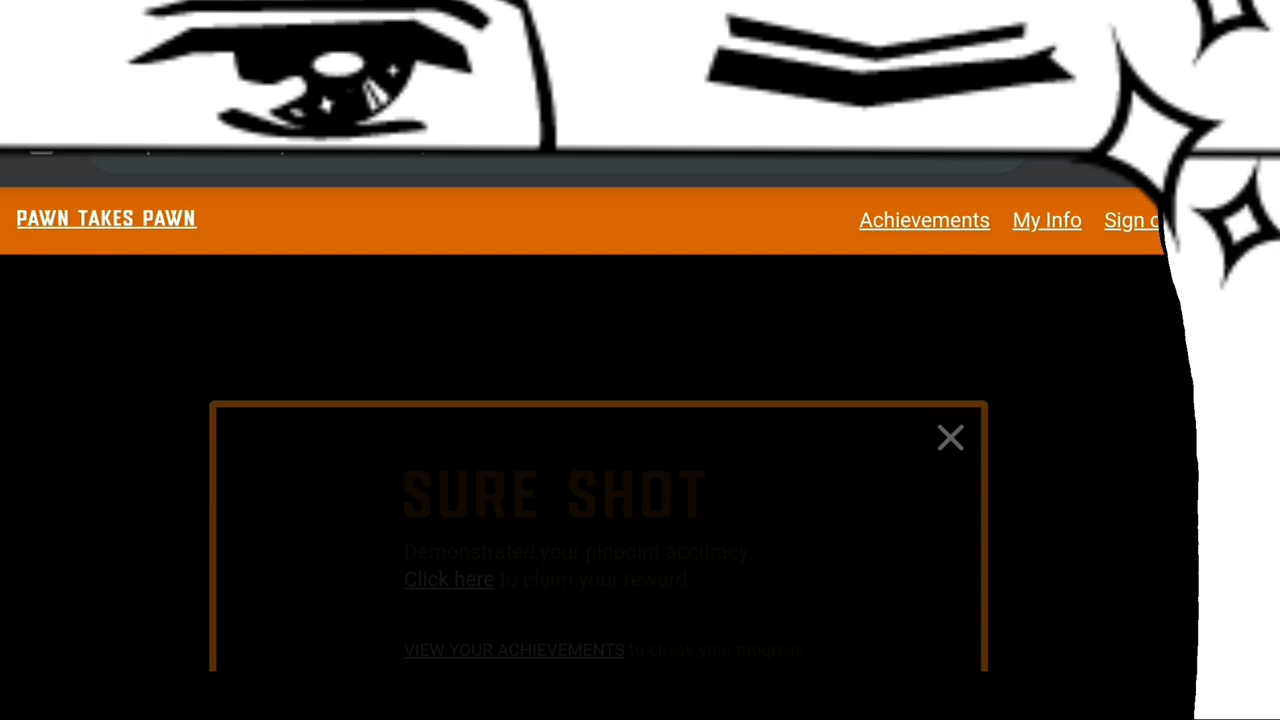 PAWN TAKES PAWN
Achievements My Info Sign
SURE SHOT
Demonstrated your pinpoint accuracy
Click here to claim your reward.
VIEW YOUR ACHIEVEMENTS to check your progress